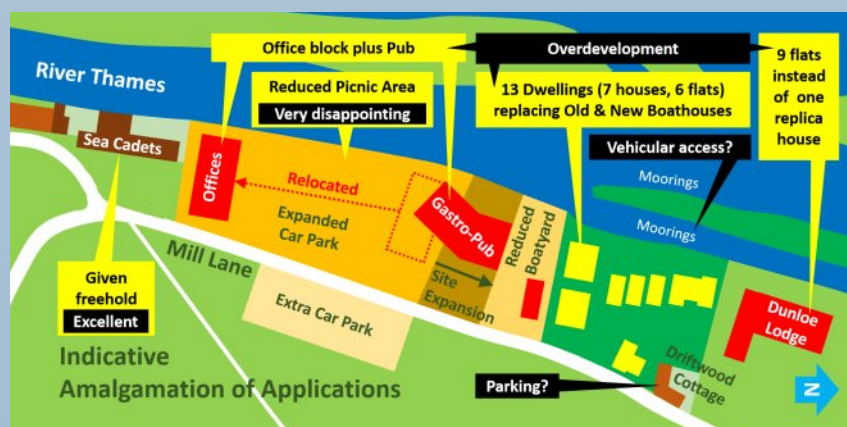 Office block plus Pub
Overdevelopment
9 flats
instead of
one
replica
house
River Thames
Reduced Picnic Area
Very disappointing
13 Dwellings (7 houses, 6 flats)
replacing Old & New Boathouses
Sea Cadets
Offices
Relocated
Vehicular access?
Moorings
Moorings
Gastro-Pub
Expanded
Car Park
Reduced
Boatyard
Mill Lane
Site
Expansion
Given
freehold
Excellent
Extra Car Park
Dunloe
Lodge
Driftwood
Cottage
Indicative
Amalgamation of Applications
Parking?
N